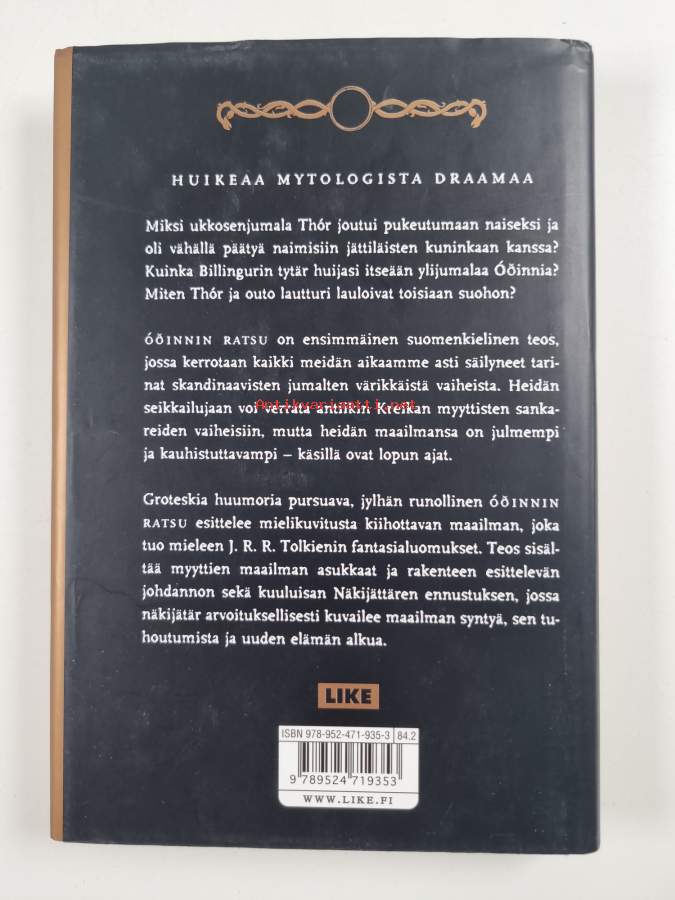 HUIKEAA MYTOLOGISTA DRAAMAA
Miksi ukkosenjumala Thór joutui pukeutumaan naiseksi ja
oli vähällä päätyä naimisiin jättiläisten kuninkaan kanssa?
Kuinka Billingurin tytär huijasi itseään ylijumalaa Óðinnia?
Miten Thór ja outo lautturi lauloivat toisiaan suohon?
ÓÐINNIN RATSU on ensimmäinen suomenkielinen teos,
jossa kerrotaan kaikki meidän aikaamme asti säilyneet tari-
nat skandinaavisten jumalten värikkäistä vaiheista. Heidän
seikkailujaan voi verrata antiikin Kreikan myyttisten sanka-
Antikvariaatti.net
reiden vaiheisiin, mutta heidän maailmansa on julmempi
ja kauhistuttavampi – käsillä ovat lopun ajat.
Groteskia huumoria pursuava, jylhän runollinen ÓÐINNIN
RATSU esittelee mielikuvitusta kiihottavan maailman, joka
tuo mieleen J. R. R. Tolkienin fantasialuomukset. Teos sisäl-
tää myyttien maailman asukkaat ja rakenteen esittelevän
johdannon sekä kuuluisan Näkijättären ennustuksen, jossa
näkijätär arvoituksellisesti kuvailee maailman syntyä, sen tu-
houtumista ja uuden elämän alkua.
LIKE
ISBN 978-952-471-935-3 84.2
9 789524 719353
WWW.LIKE.FI